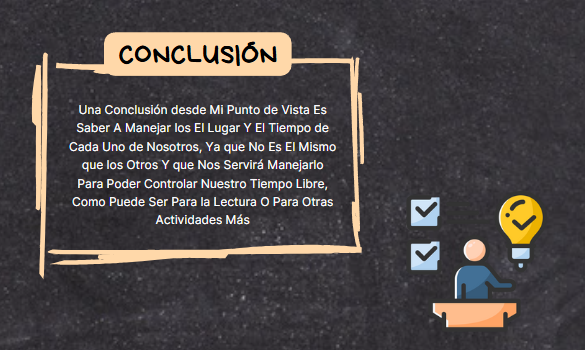 CONCLUSIÓN
Una Conclusión desde Mi Punto de Vista Es
Saber A Manejar los El Lugar Y El Tiempo de
Cada Uno de Nosotros, Ya que No Es El Mismo
que los Otros Y que Nos Servirá Manejarlo
Para Poder Controlar Nuestro Tiempo Libre,
Como Puede Ser Para la Lectura O Para Otras
Actividades Más